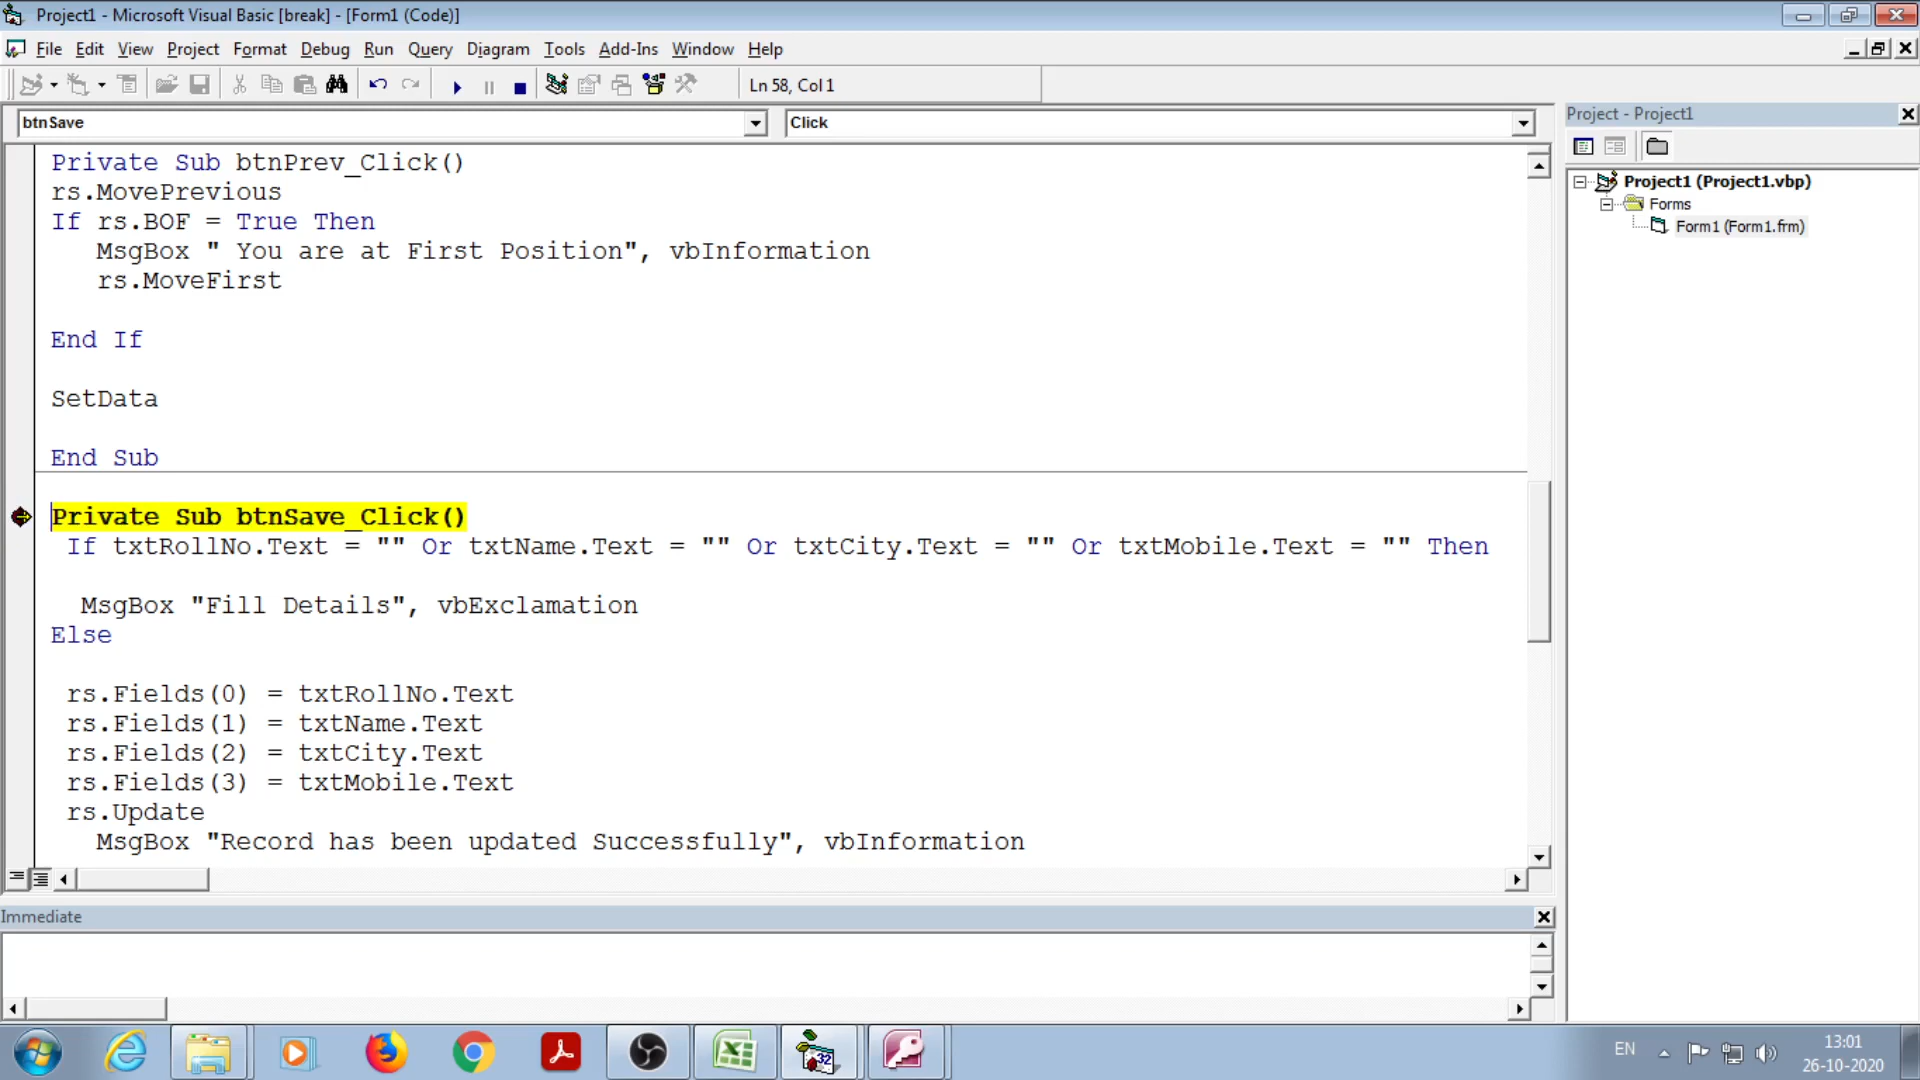 Project1 - Microsoft Visual Basic [break] - [Form1 (Code)]
File Edit View Project Format Debug Run Query Diagram Tools Add-Ins Window Help
Ln 58, Col 1
btnSave Click
Project - Project1
Project1 (Project1.vbp)
Forms
Form1 (Form1.frm)
Private Sub btnPrev_Click()
rs.MovePrevious
If rs.BOF = True Then
MsgBox " You are at First Position", vbInformation
rs.MoveFirst
End If
SetData
End Sub
Private Sub btnSave_Click()
If txtRollNo.Text = "" Or txtName.Text = "" Or txtCity.Text = "" Or txtMobile.Text = "" Then
MsgBox "Fill Details", vbExclamation
Else
rs.Fields(0) = txtRollNo.Text
rs.Fields(1) = txtName.Text
rs.Fields(2) = txtCity.Text
rs.Fields(3) = txtMobile.Text
rs.Update
MsgBox "Record has been updated Successfully", vbInformation
Immediate
EN
13:01
26-10-2020